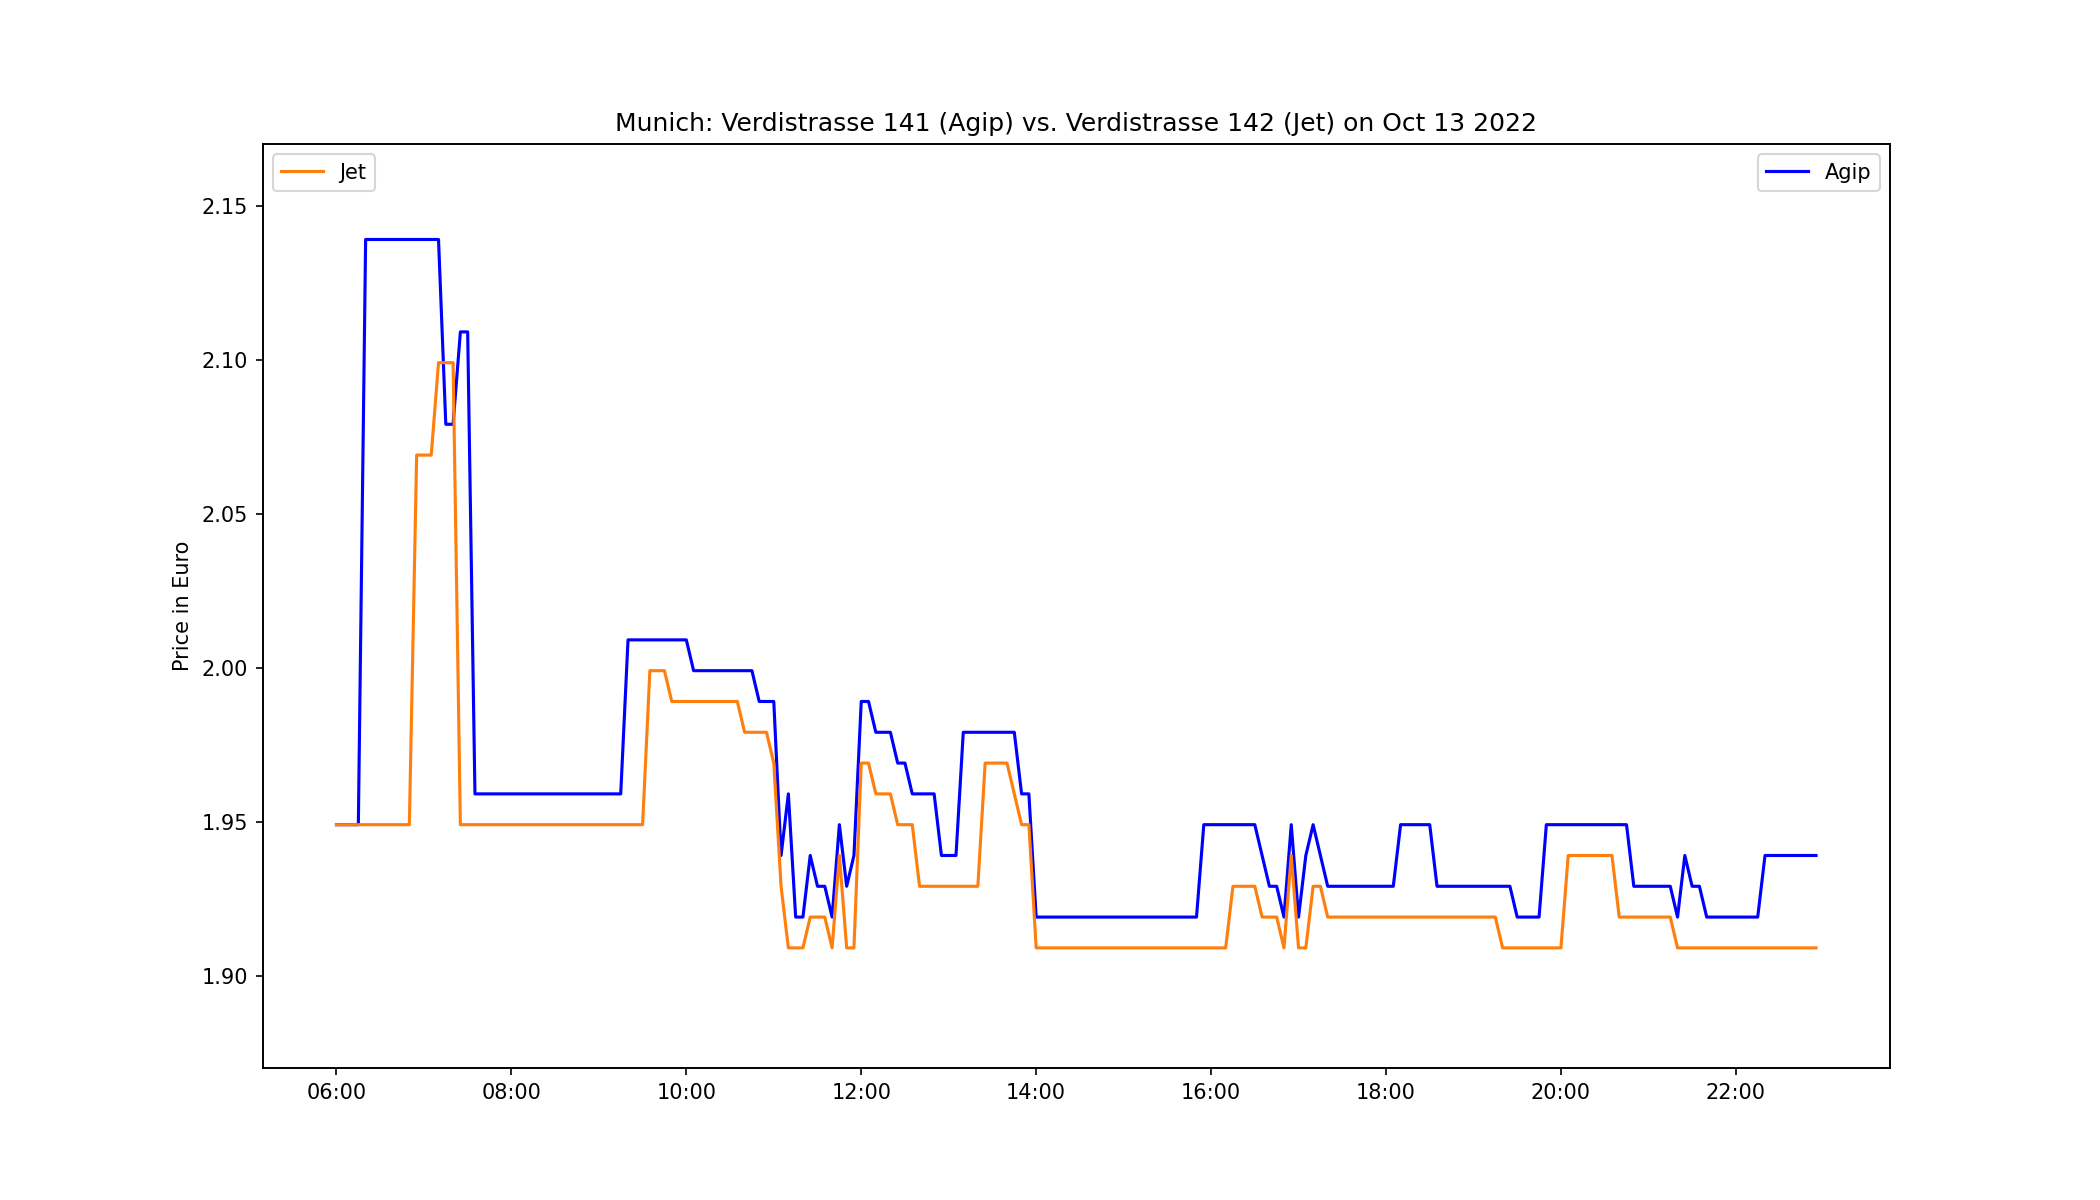 Munich: Verdistrasse 141 (Agip) vs. Verdistrasse 142 (Jet) on Oct 13 2022
Jet
Agip
2.15
2.10
2.05
2.00
1.95
1.90
Price in Euro
06:00 08:00 10:00 12:00 14:00 16:00 18:00 20:00 22:00